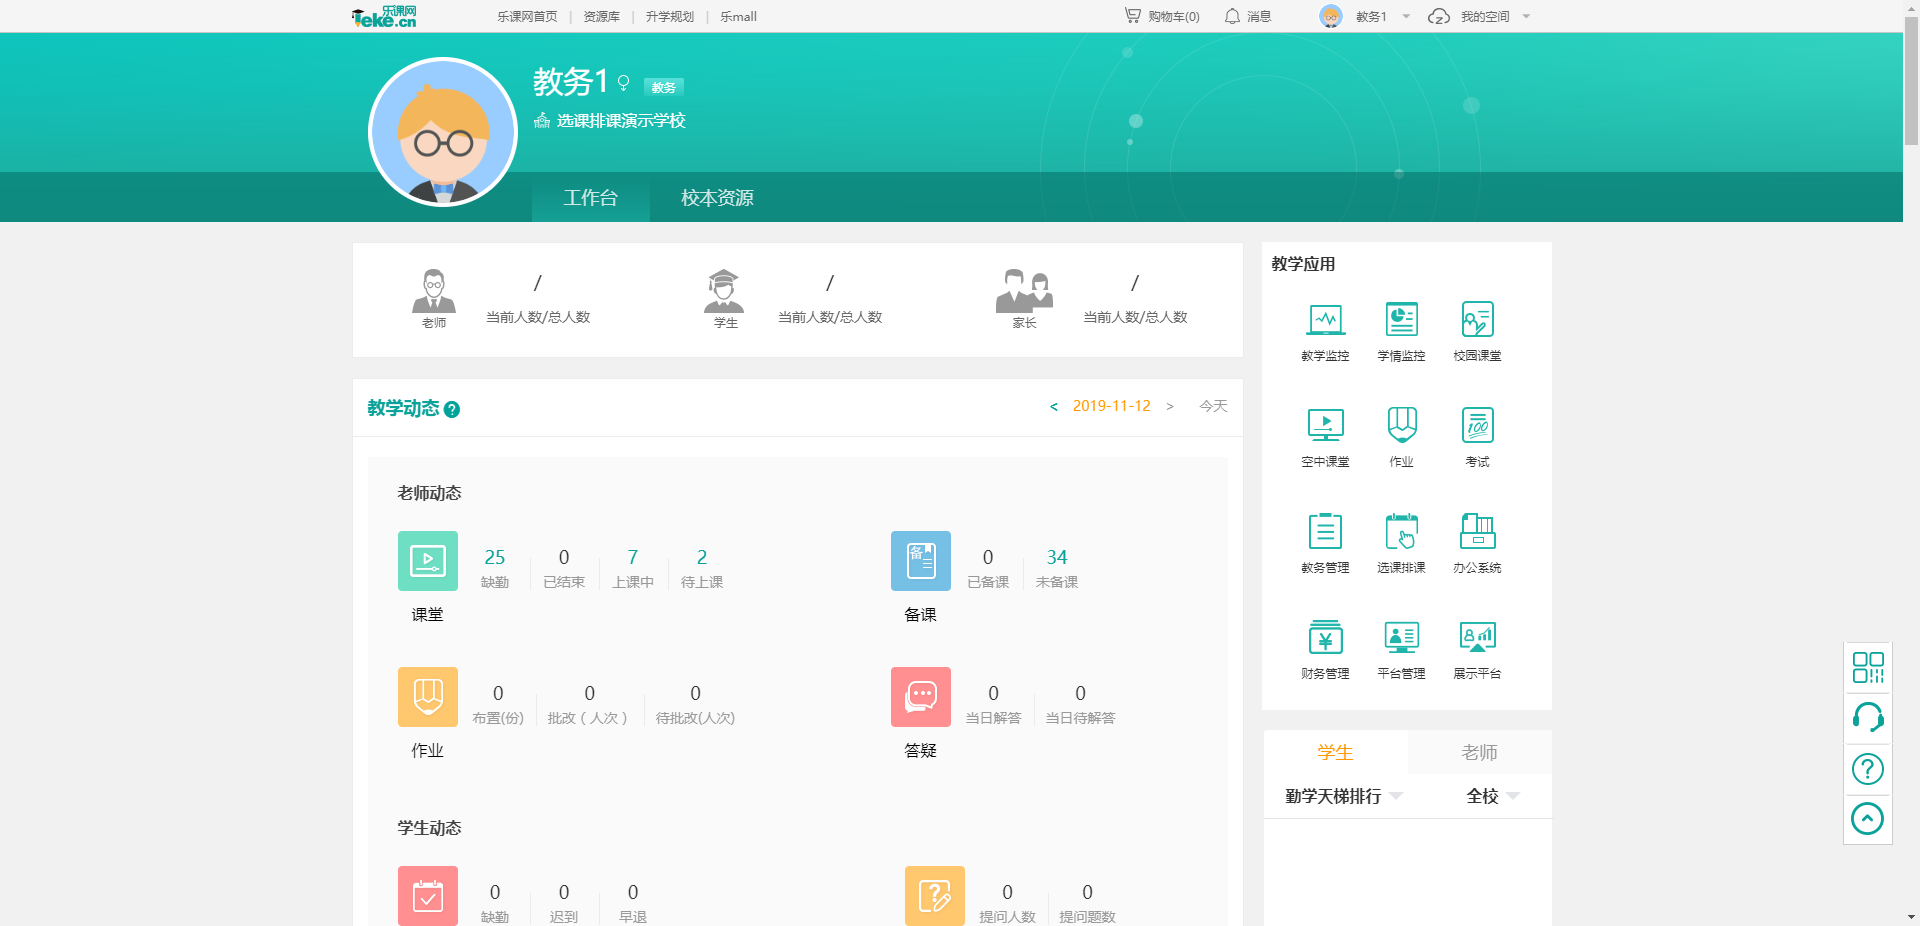 乐课网
leke.cn
乐课网首页 | 资源库 | 升学规划 | 乐mall
购物车(0) 消息 教务1 我的空间
教务1 教务
选课排课演示学校
工作台 校本资源
/ / /
老师 当前人数/总人数 学生 当前人数/总人数 家长 当前人数/总人数
教学动态 ?
< 2019-11-12 > 今天
老师动态
25 0 7 2
缺勤 已结束 上课中 待上课
课堂
备
0 34
已备课 未备课
备课
0 0 0
布置(份) 批改（人次） 待批改(人次)
作业
0 0
当日解答 当日待解答
答疑
学生动态
0 0 0
缺勤 迟到 早退
0 0
提问人数 提问题数
教学应用
教学监控 学情监控 校园课堂
100
空中课堂 作业 考试
教务管理 选课排课 办公系统
¥
财务管理 平台管理 展示平台
学生 老师
勤学天梯排行 全校
?